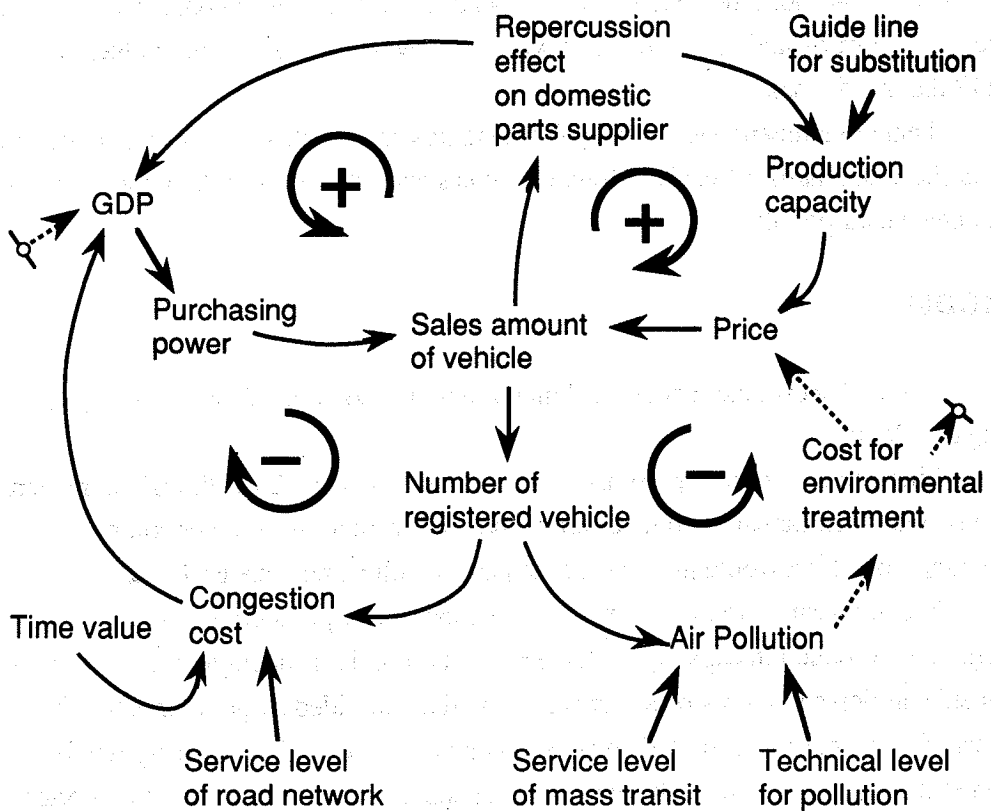 Repercussion
effect
on domestic
parts supplier
Guide line
for substitution
Production
capacity
GDP
+
+
Purchasing
power
Sales amount
of vehicle
Price
−
−
Cost for
environmental
treatment
Number of
registered vehicle
Congestion
cost
Time value
Air Pollution
Service level
of road network
Service level
of mass transit
Technical level
for pollution